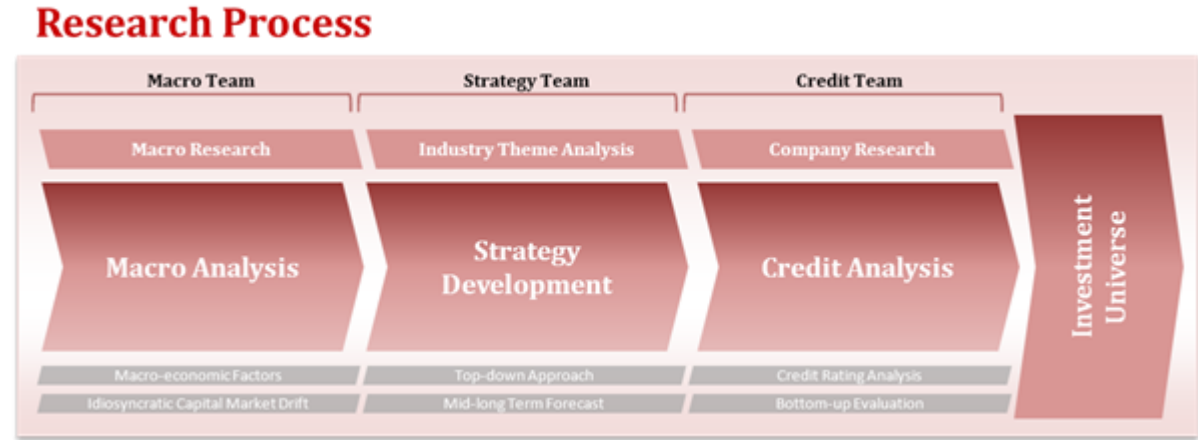 Research Process
Macro Team
Strategy Team
Credit Team
Macro Research
Industry Theme Analysis
Company Research
Macro Analysis
Strategy
Development
Credit Analysis
Investment
Universe
Macro-economic Factors
Top-down Approach
Credit Rating Analysis
Idiosyncratic Capital Market Drift
Mid-long Term Forecast
Bottom-up Evaluation